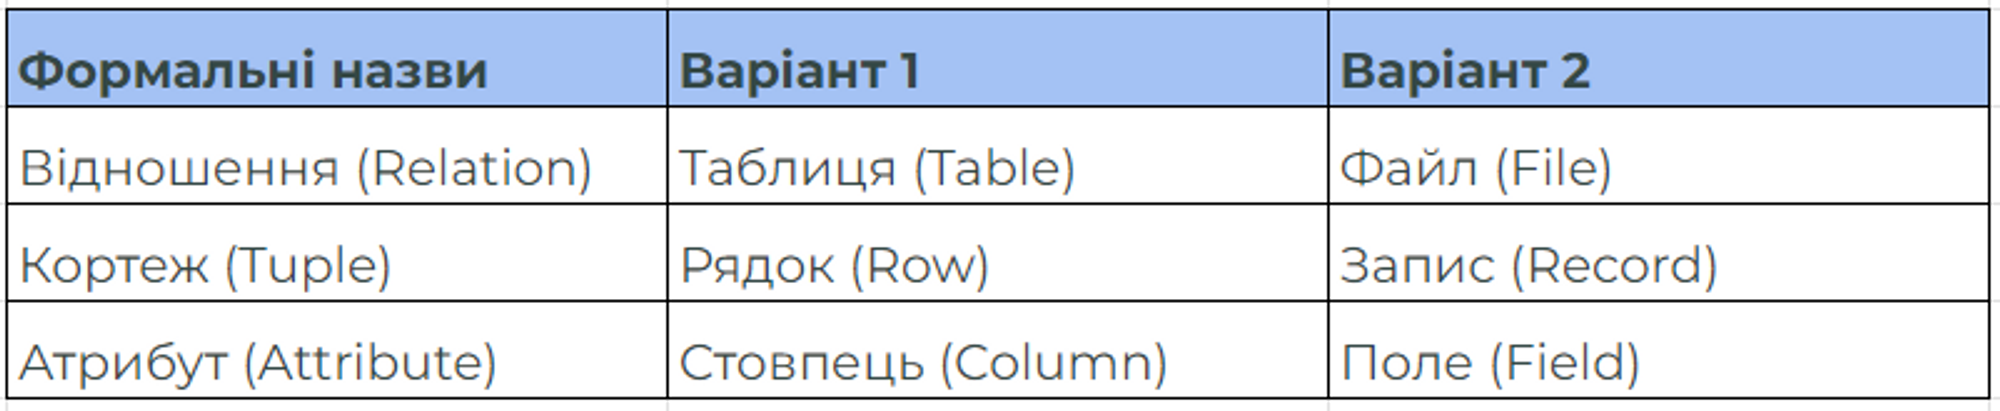 Формальні назви Варіант 1 Варіант 2
Відношення (Relation) Таблиця (Table) Файл (File)
Кортеж (Tuple) Рядок (Row) Запис (Record)
Атрибут (Attribute) Стовпець (Column) Поле (Field)